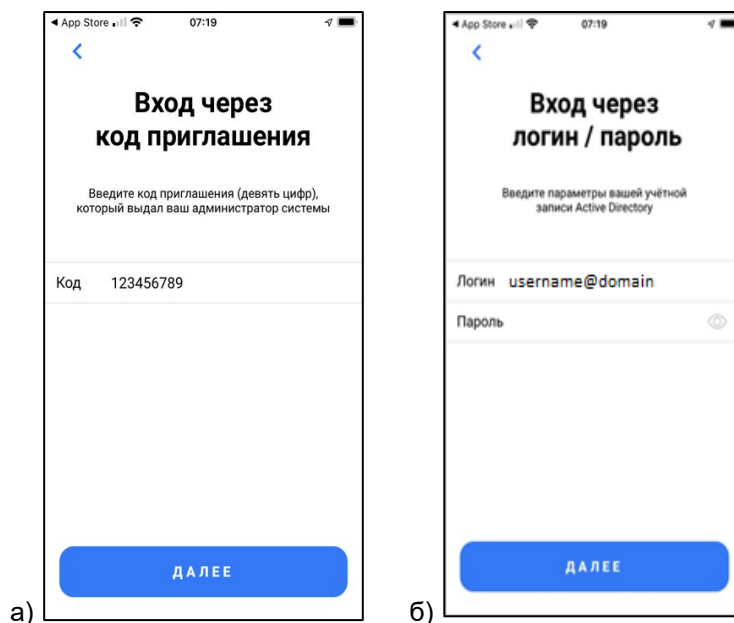 App Store 07:19
Вход через
код приглашения
Введите код приглашения (девять цифр),
который выдал ваш администратор системы
Код 123456789
ДАЛЕЕ
а)
App Store 07:19
Вход через
логин / пароль
Введите параметры вашей учётной
записи Active Directory
Логин username@domain
Пароль
ДАЛЕЕ
б)